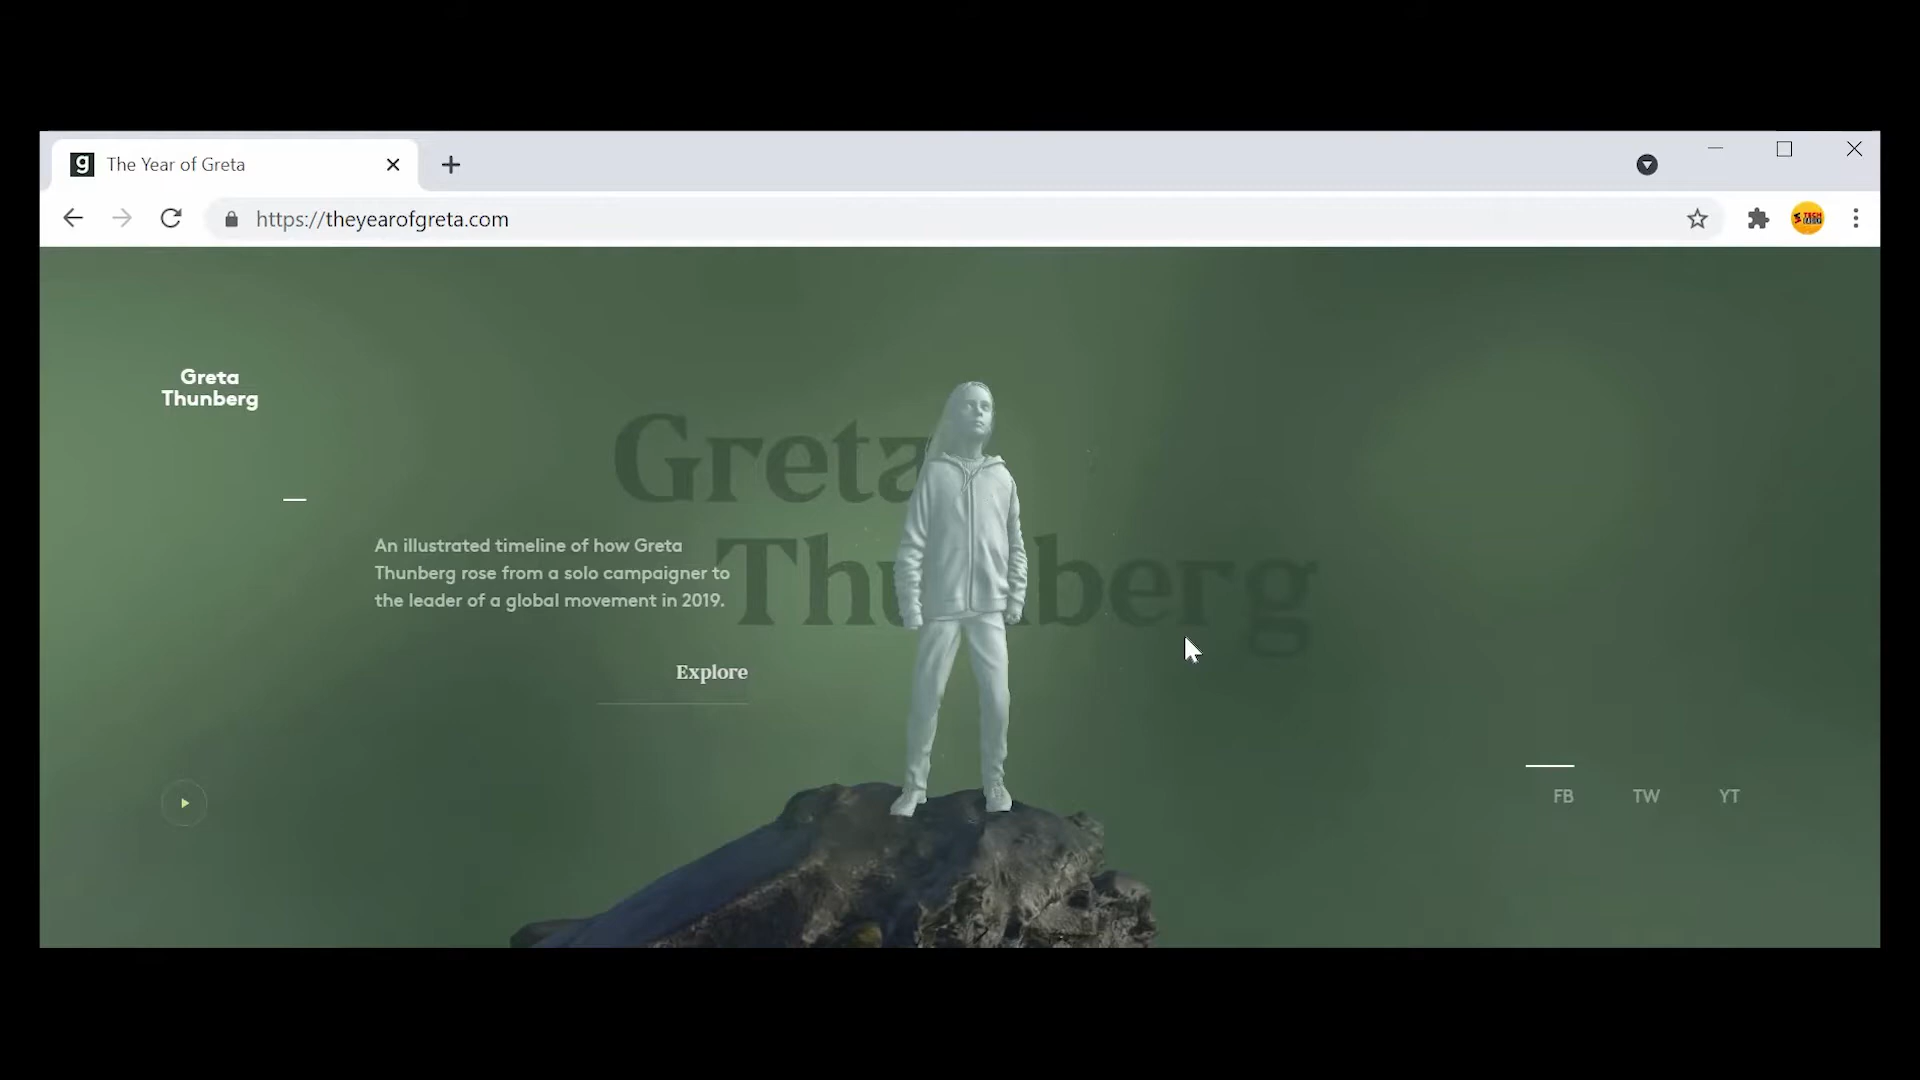 g The Year of Greta
https://theyearofgreta.com
Greta
Thunberg
Greta
Thunberg
An illustrated timeline of how Greta
Thunberg rose from a solo campaigner to
the leader of a global movement in 2019.
Explore
FB TW YT